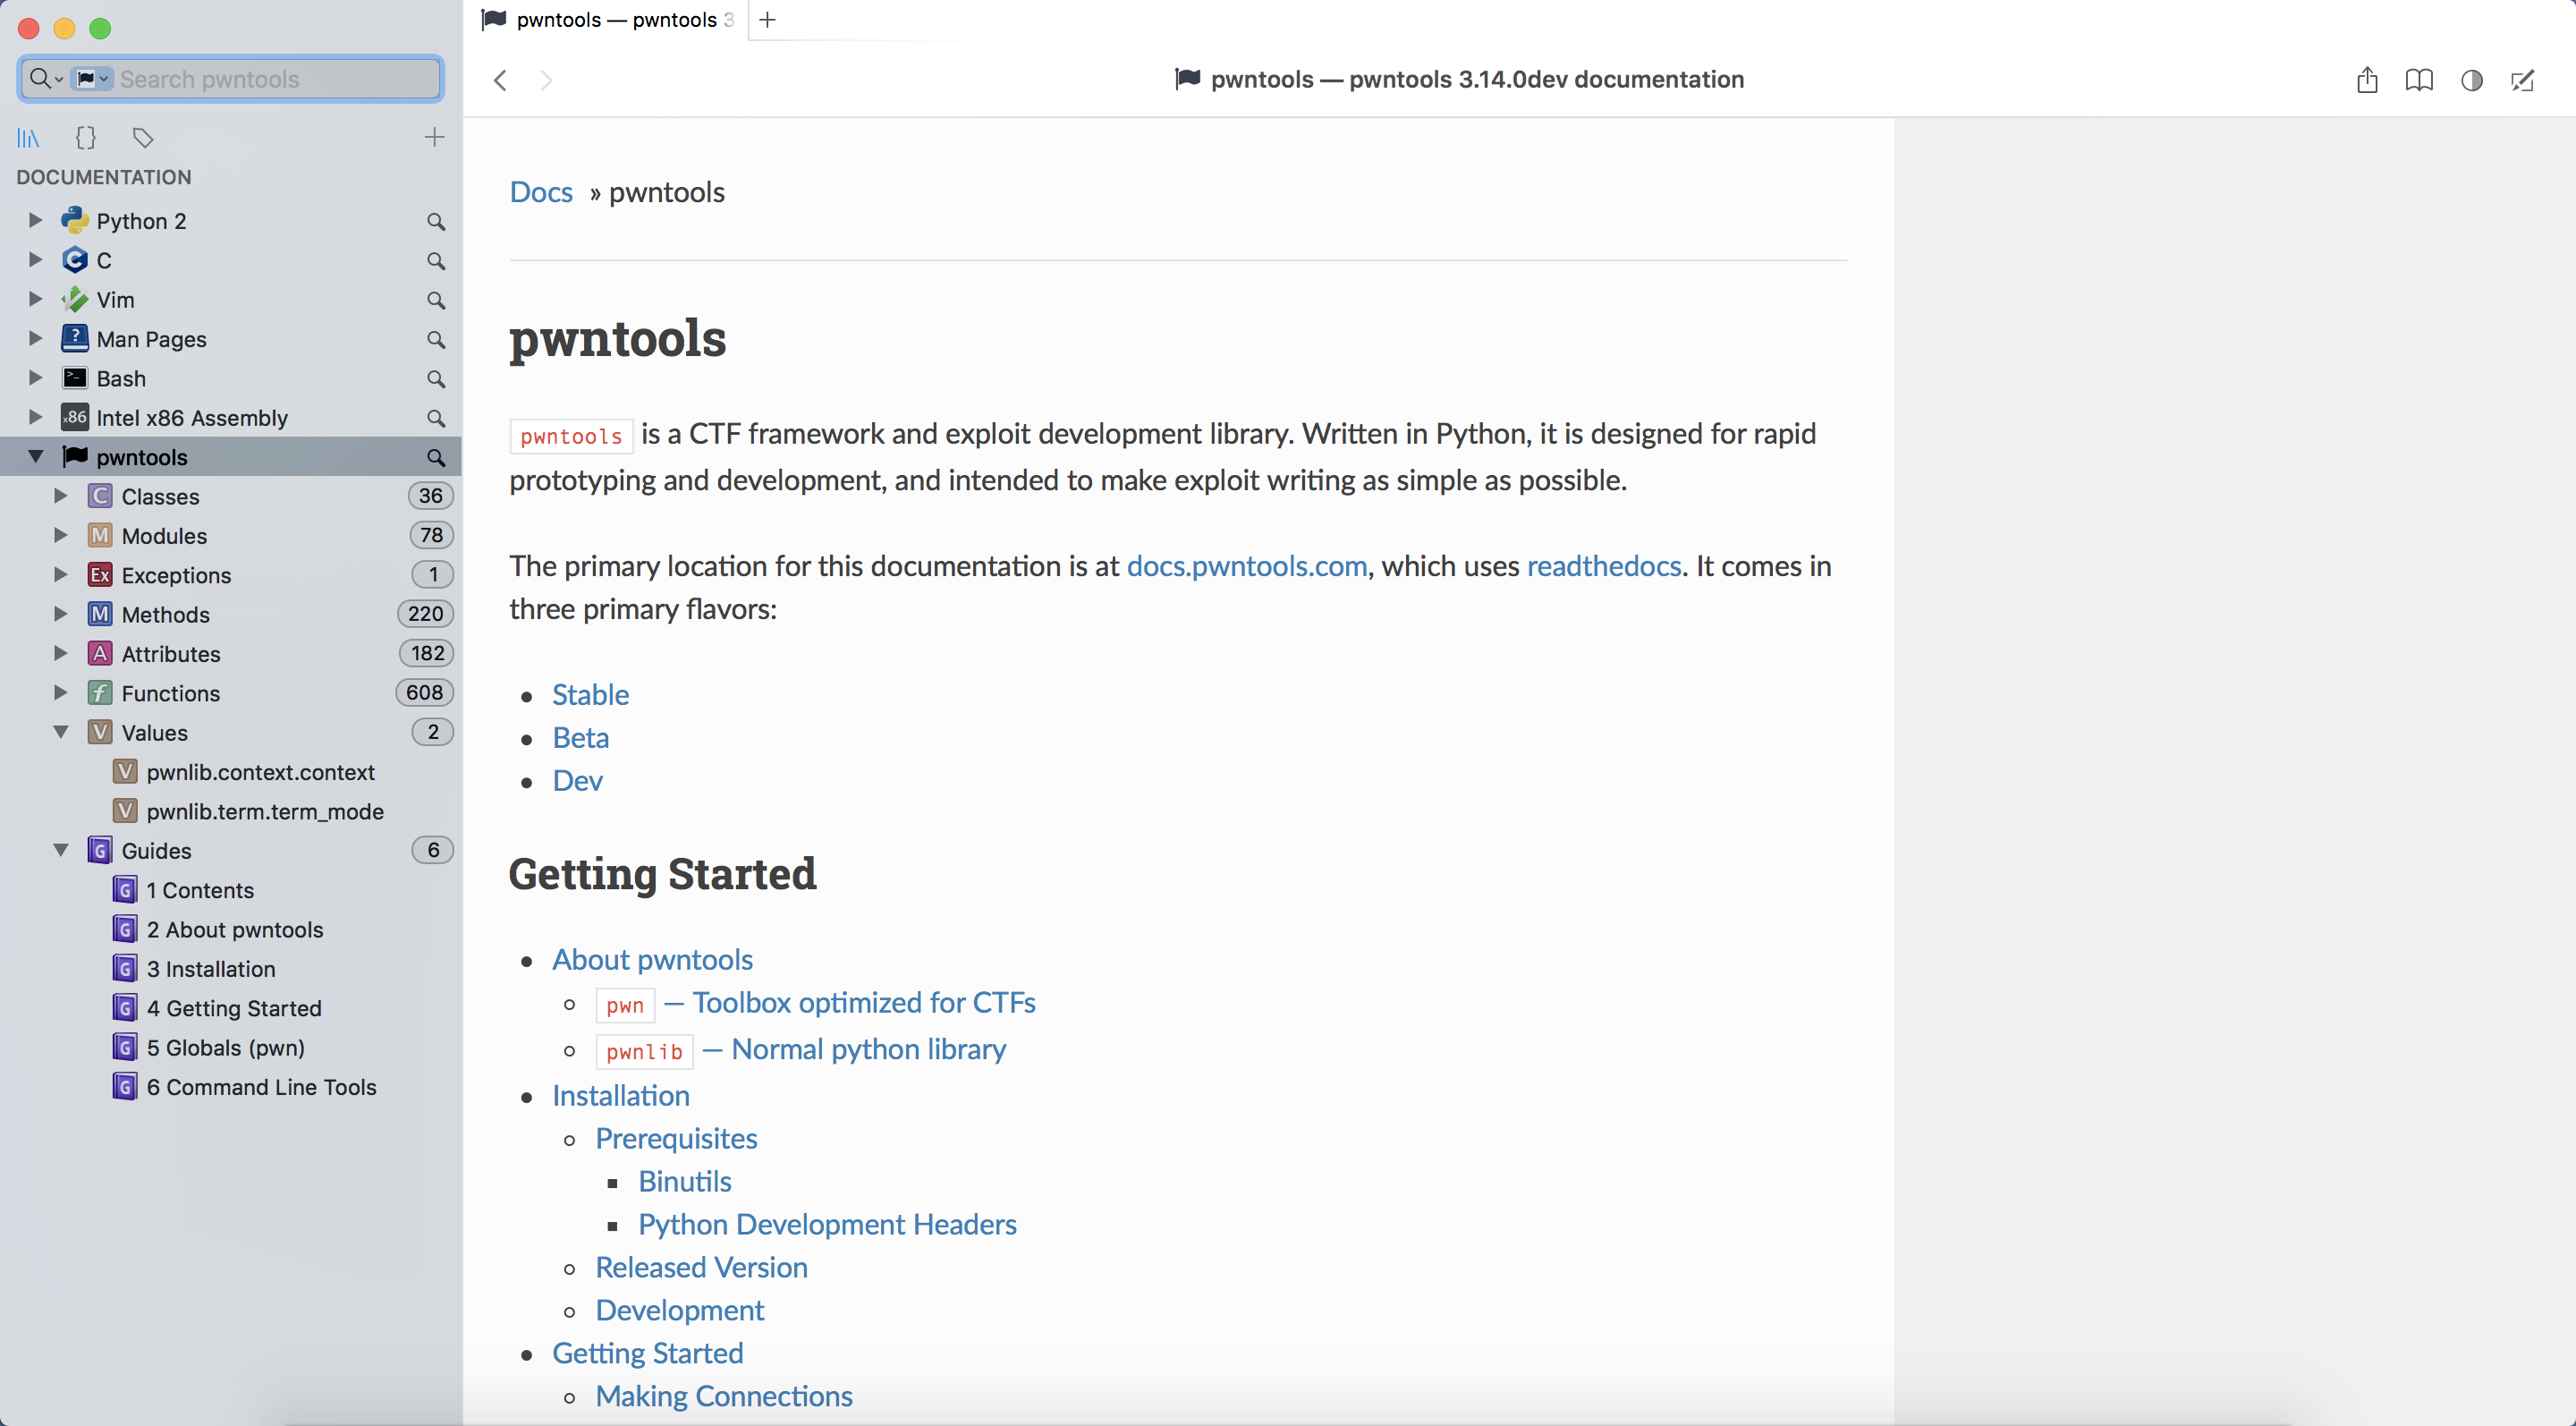 pwntools — pwntools 3
Search pwntools
pwntools — pwntools 3.14.0dev documentation
DOCUMENTATION
Python 2
C
Vim
Man Pages
Bash
x86 Intel x86 Assembly
pwntools
C Classes 36
M Modules 78
Ex Exceptions 1
M Methods 220
A Attributes 182
f Functions 608
V Values 2
V pwnlib.context.context
V pwnlib.term.term_mode
G Guides 6
G 1 Contents
G 2 About pwntools
G 3 Installation
G 4 Getting Started
G 5 Globals (pwn)
G 6 Command Line Tools
Docs » pwntools
pwntools
pwntools is a CTF framework and exploit development library. Written in Python, it is designed for rapid
prototyping and development, and intended to make exploit writing as simple as possible.
The primary location for this documentation is at docs.pwntools.com, which uses readthedocs. It comes in
three primary flavors:
Stable
Beta
Dev
Getting Started
About pwntools
pwn — Toolbox optimized for CTFs
pwnlib — Normal python library
Installation
Prerequisites
Binutils
Python Development Headers
Released Version
Development
Getting Started
Making Connections